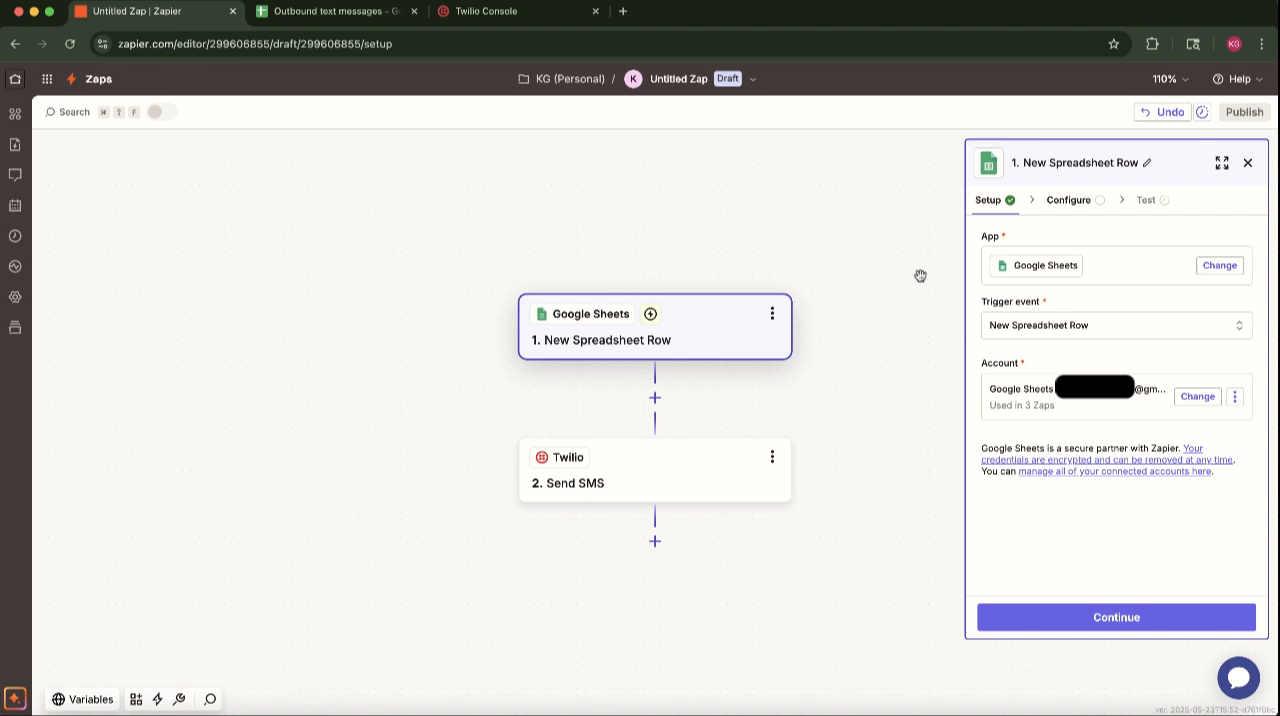 Untitled Zap | Zapier
Outbound text messages - G
Twilio Console
zapier.com/editor/299606855/draft/299606855/setup
KG
Zaps
KG (Personal) / K Untitled Zap Draft
110%
Help
Search ⌘ ⇧ F
Undo
Publish
1. New Spreadsheet Row
Setup
Configure
Test
App *
Google Sheets
Change
Trigger event *
New Spreadsheet Row
Account *
Google Sheets @gm...
Used in 3 Zaps
Change
Google Sheets is a secure partner with Zapier. Your
credentials are encrypted and can be removed at any time.
You can manage all of your connected accounts here.
Continue
Google Sheets
1. New Spreadsheet Row
Twilio
2. Send SMS
Variables